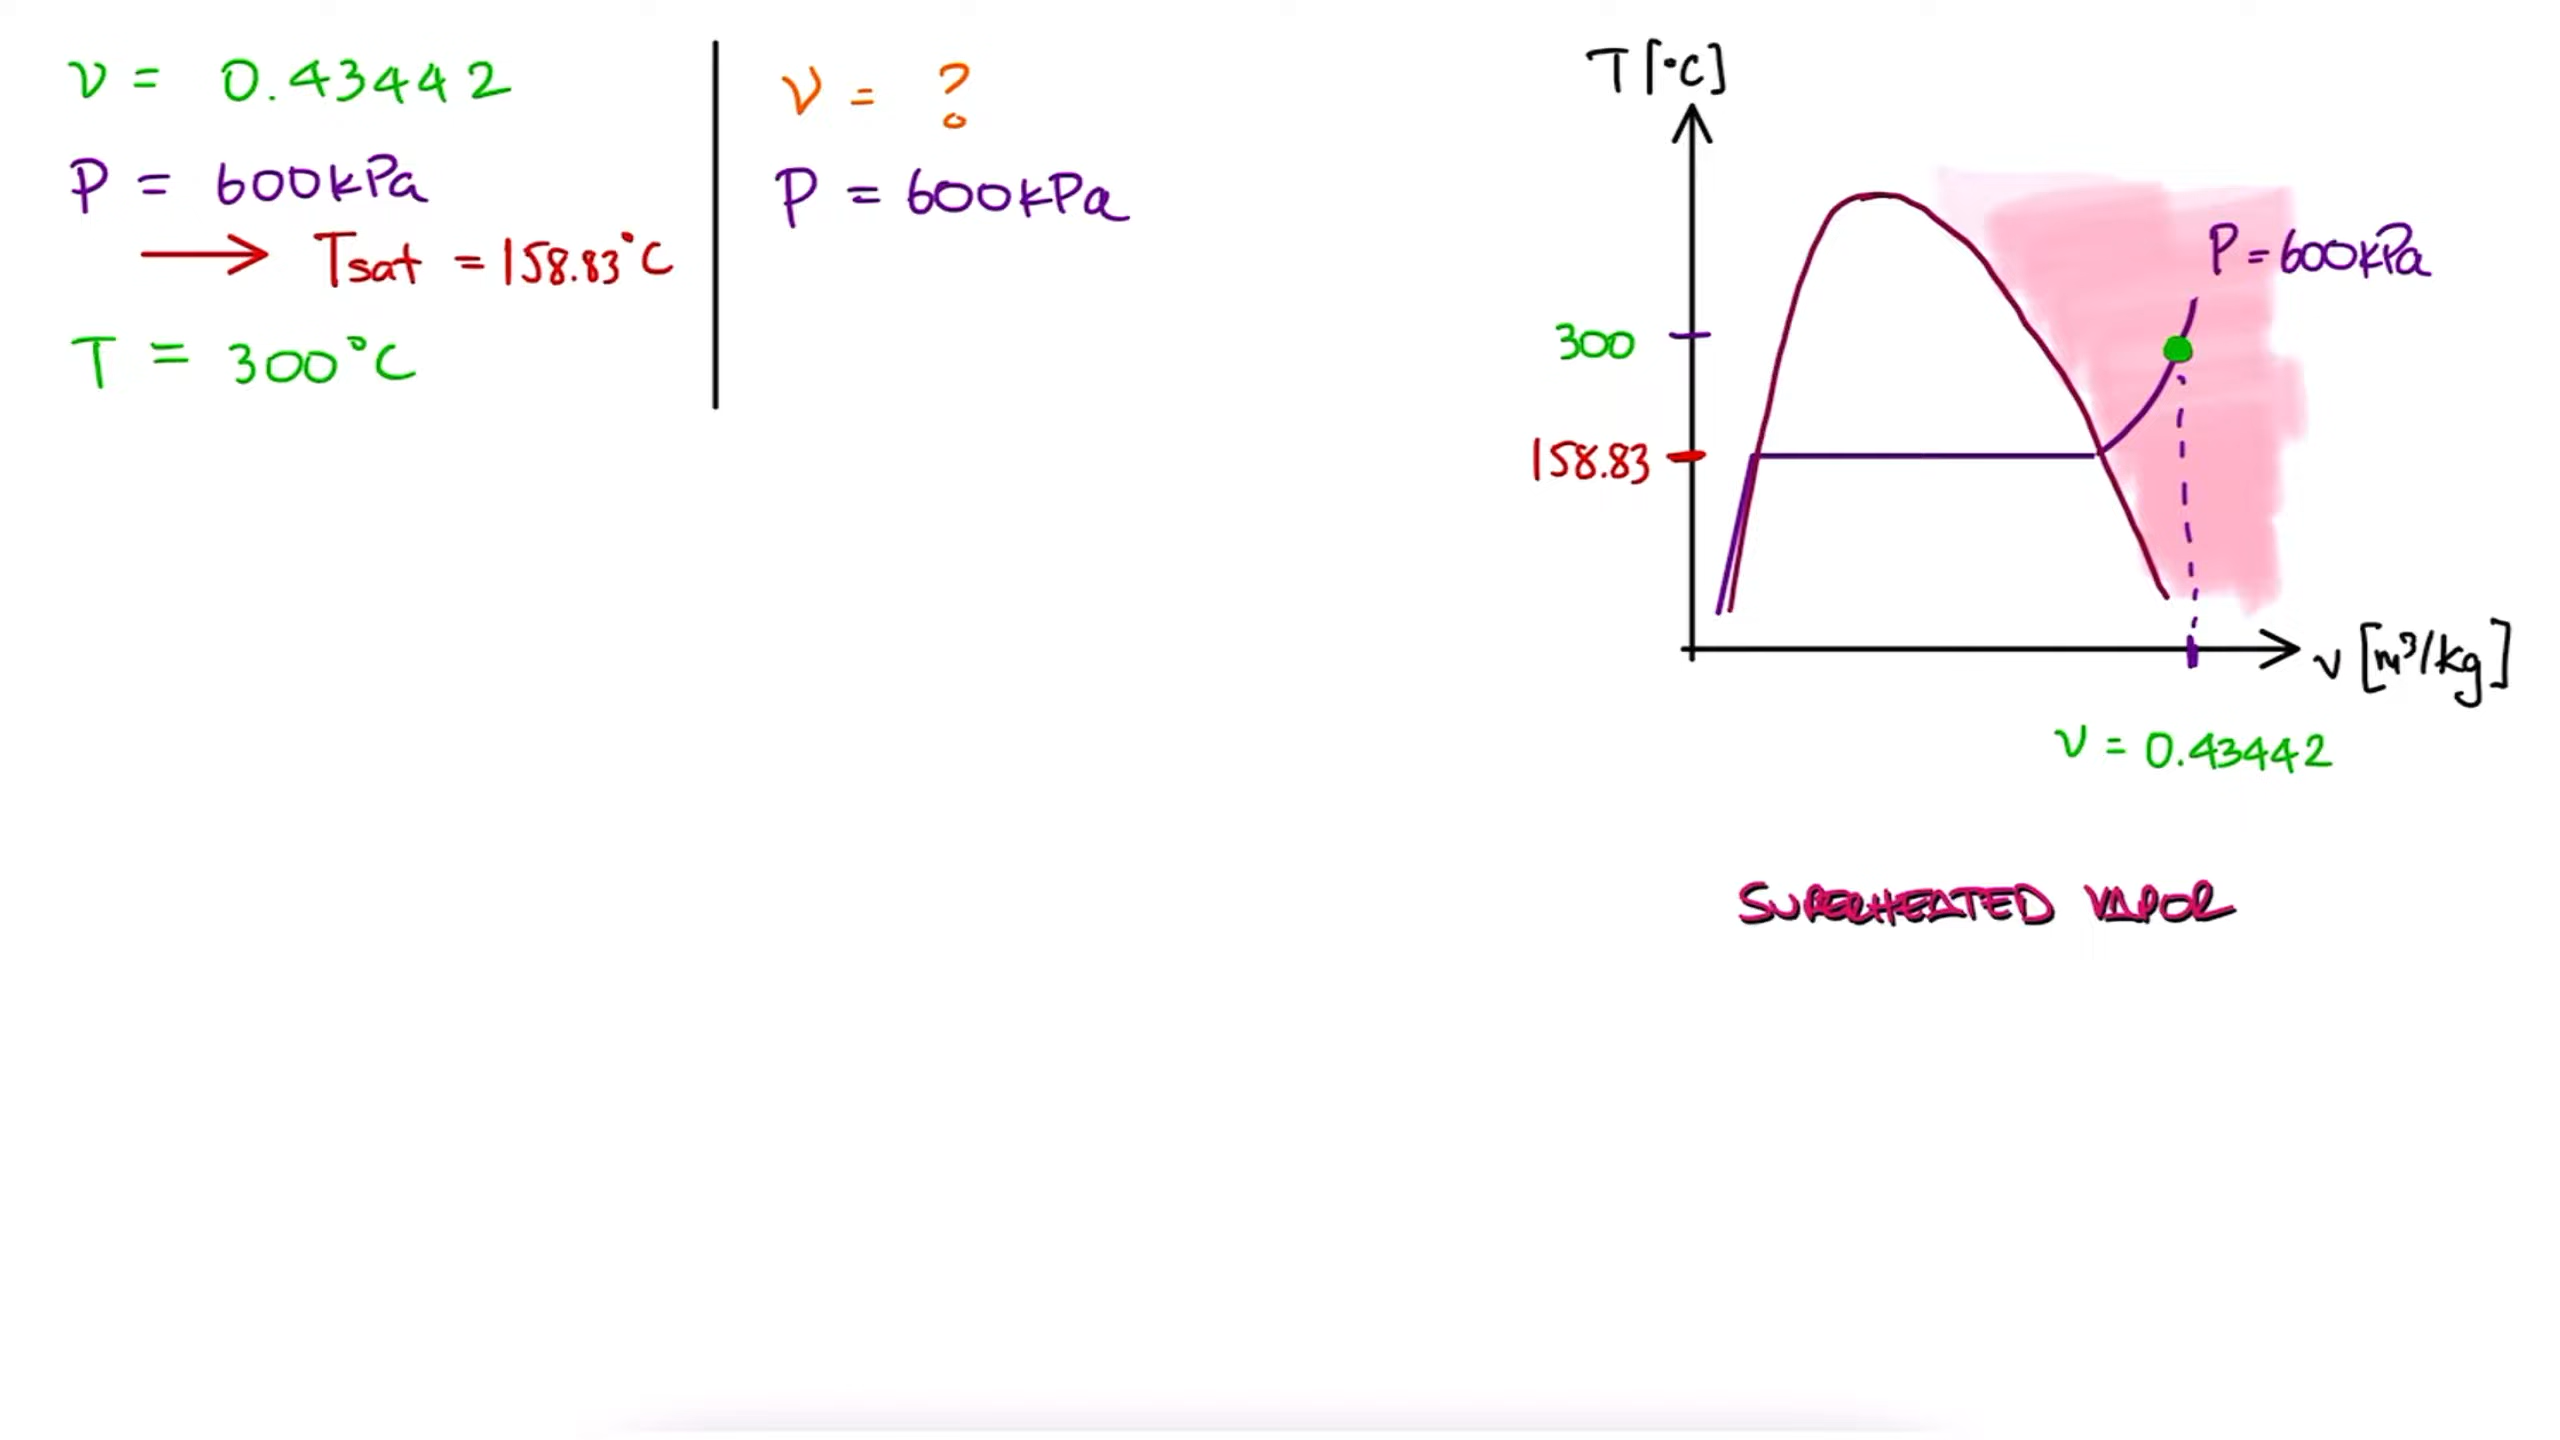 ν = 0.43442
P = 600kPa
→ Tsat = 158.83°C
T = 300°C
ν = ?
P = 600kPa
T [°C]
P = 600kPa
300
158.83
ν [m³/kg]
ν = 0.43442
SUPERHEATED VAPOR